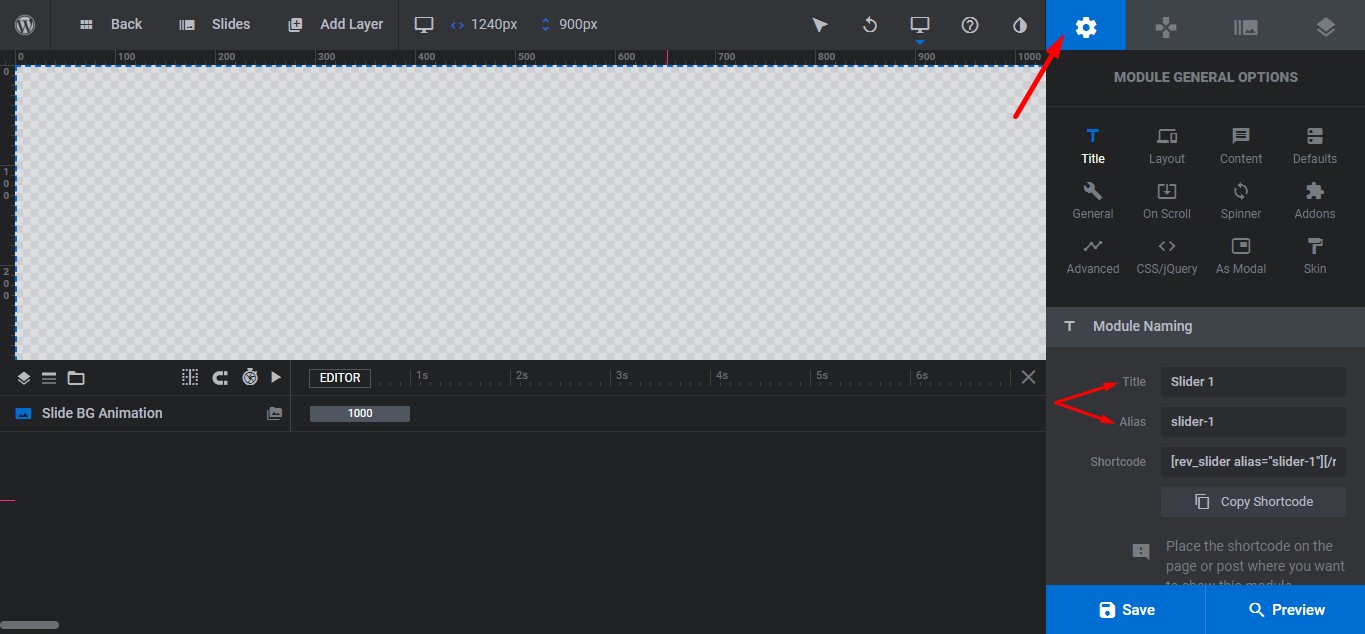 Back Slides Add Layer 1240px 900px
0 100 200 300 400 500 600 700 800 900 1000
0
100
200
MODULE GENERAL OPTIONS
Title Layout Content Defaults
General On Scroll Spinner Addons
Advanced CSS/jQuery As Modal Skin
T Module Naming
Title Slider 1
Alias slider-1
Shortcode [rev_slider alias="slider-1"][/r
Copy Shortcode
Place the shortcode on the
page or post where you want
to show this module
Save Preview
EDITOR 1s 2s 3s 4s 5s 6s
Slide BG Animation 1000